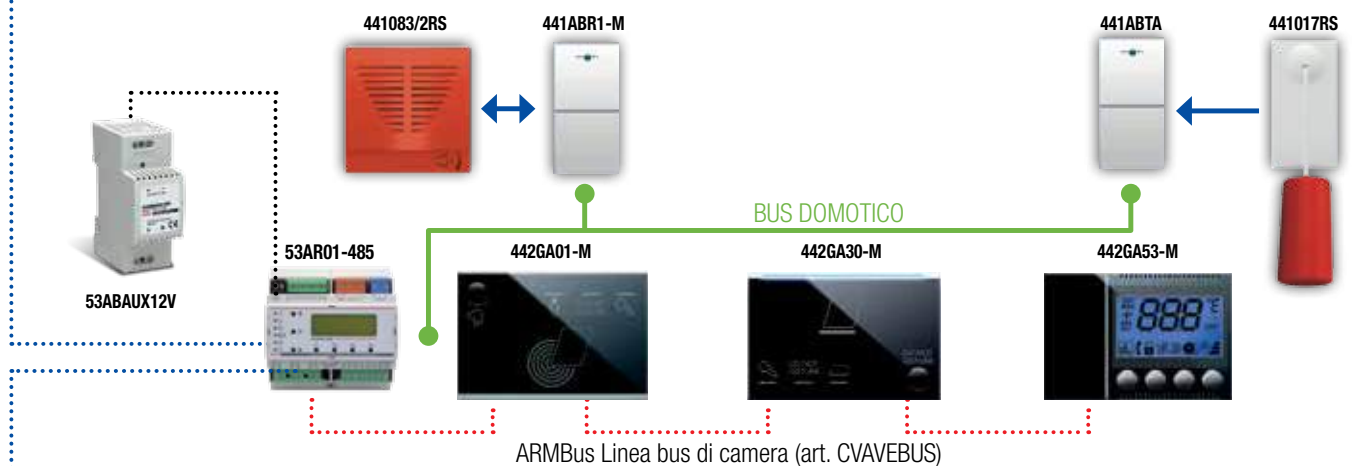 441083/2RS
441ABR1-M
441ABTA
441017RS
BUS DOMOTICO
53AR01-485
442GA01-M
442GA30-M
442GA53-M
53ABAUX12V
888
ARMBus Linea bus di camera (art. CVAVEBUS)